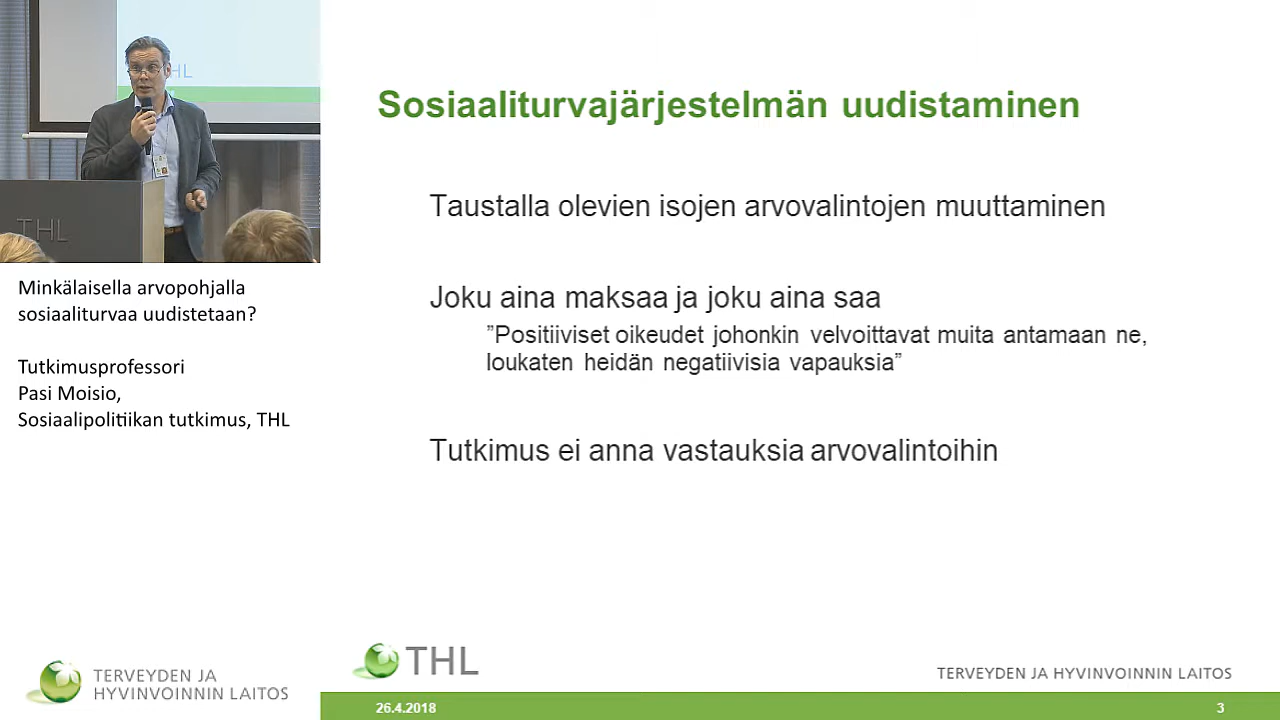 HL
THL
Minkälaisella arvopohjalla
sosiaaliturvaa uudistetaan?
Tutkimusprofessori
Pasi Moisio,
Sosiaalipolitiikan tutkimus, THL
TERVEYDEN JA
HYVINVOINNIN LAITOS
Sosiaaliturvajärjestelmän uudistaminen
Taustalla olevien isojen arvovalintojen muuttaminen
Joku aina maksaa ja joku aina saa
”Positiiviset oikeudet johonkin velvoittavat muita antamaan ne,
loukaten heidän negatiivisia vapauksia”
Tutkimus ei anna vastauksia arvovalintoihin
THL
TERVEYDEN JA HYVINVOINNIN LAITOS
26.4.2018
3